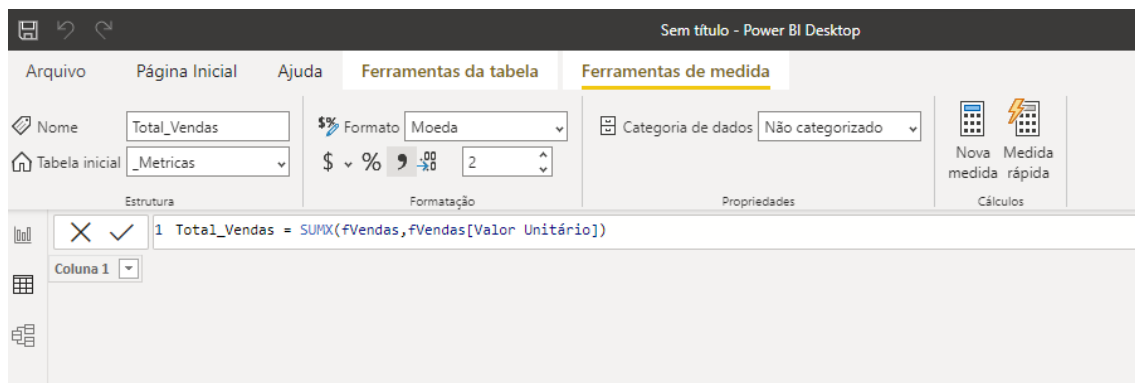 Sem título - Power BI Desktop
Arquivo Página Inicial Ajuda Ferramentas da tabela Ferramentas de medida
Nome Total_Vendas $% Formato Moeda Categoria de dados Não categorizado
Tabela inicial _Metricas $ % 2
Nova medida Medida rápida
Estrutura Formatação Propriedades Cálculos
1 Total_Vendas = SUMX(fVendas,fVendas[Valor Unitário])
Coluna 1